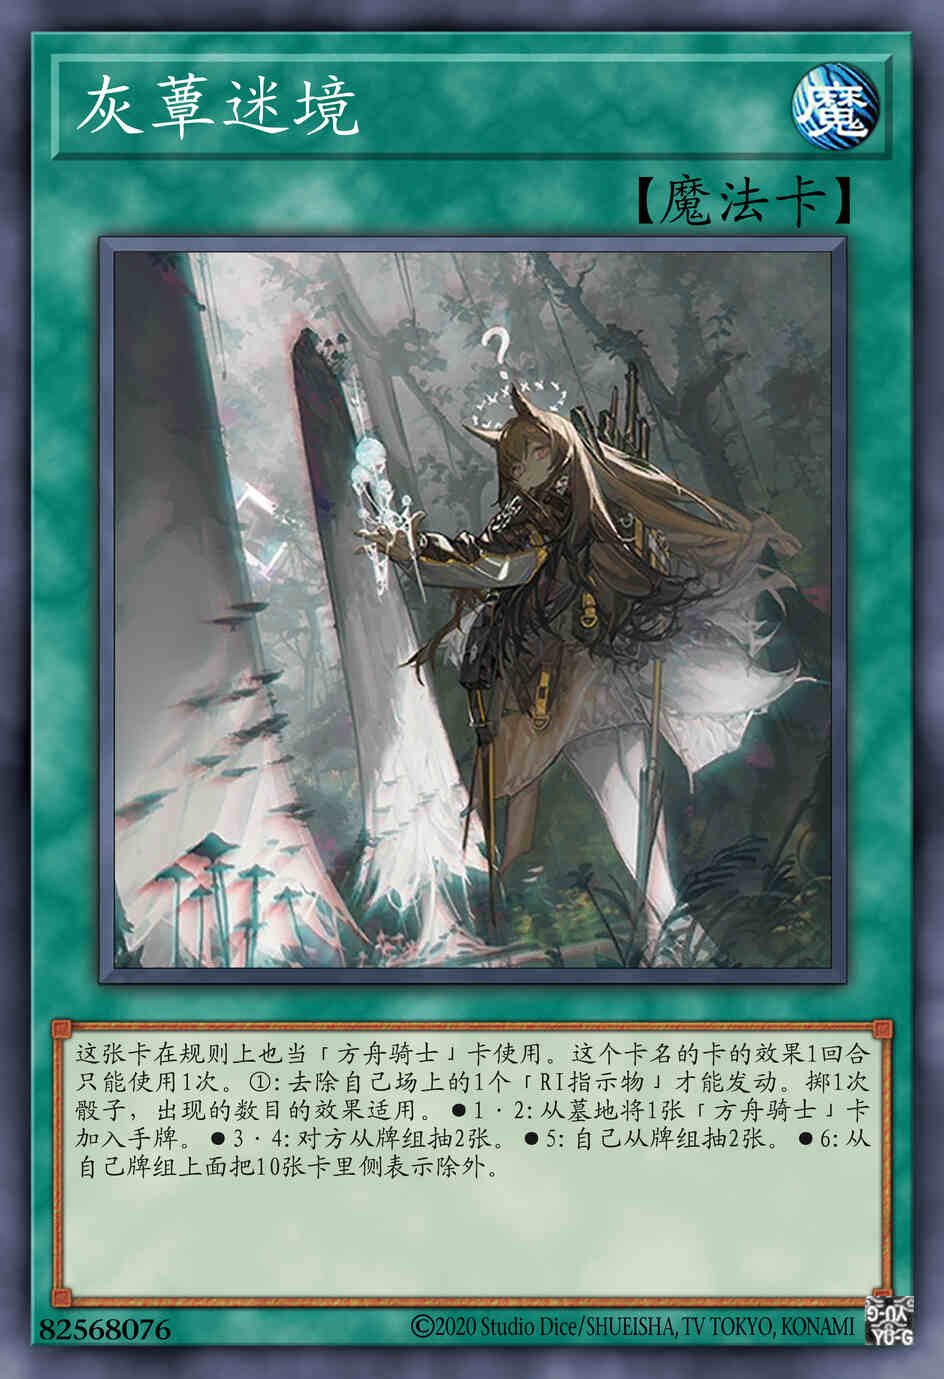 灰蕈迷境
魔
【魔法卡】
?
这张卡在规则上也当「方舟骑士」卡使用。这个卡名的卡的效果1回合
只能使用1次。①:去除自己场上的1个「RI指示物」才能发动。掷1次
骰子，出现的数目的效果适用。●1·2:从墓地将1张「方舟骑士」卡
加入手牌。●3·4:对方从牌组抽2张。●5:自己从牌组抽2张。●6:从
自己牌组上面把10张卡里侧表示除外。
82568076
©2020 Studio Dice/SHUEISHA, TV TOKYO, KONAMI
YU-G
YU-G